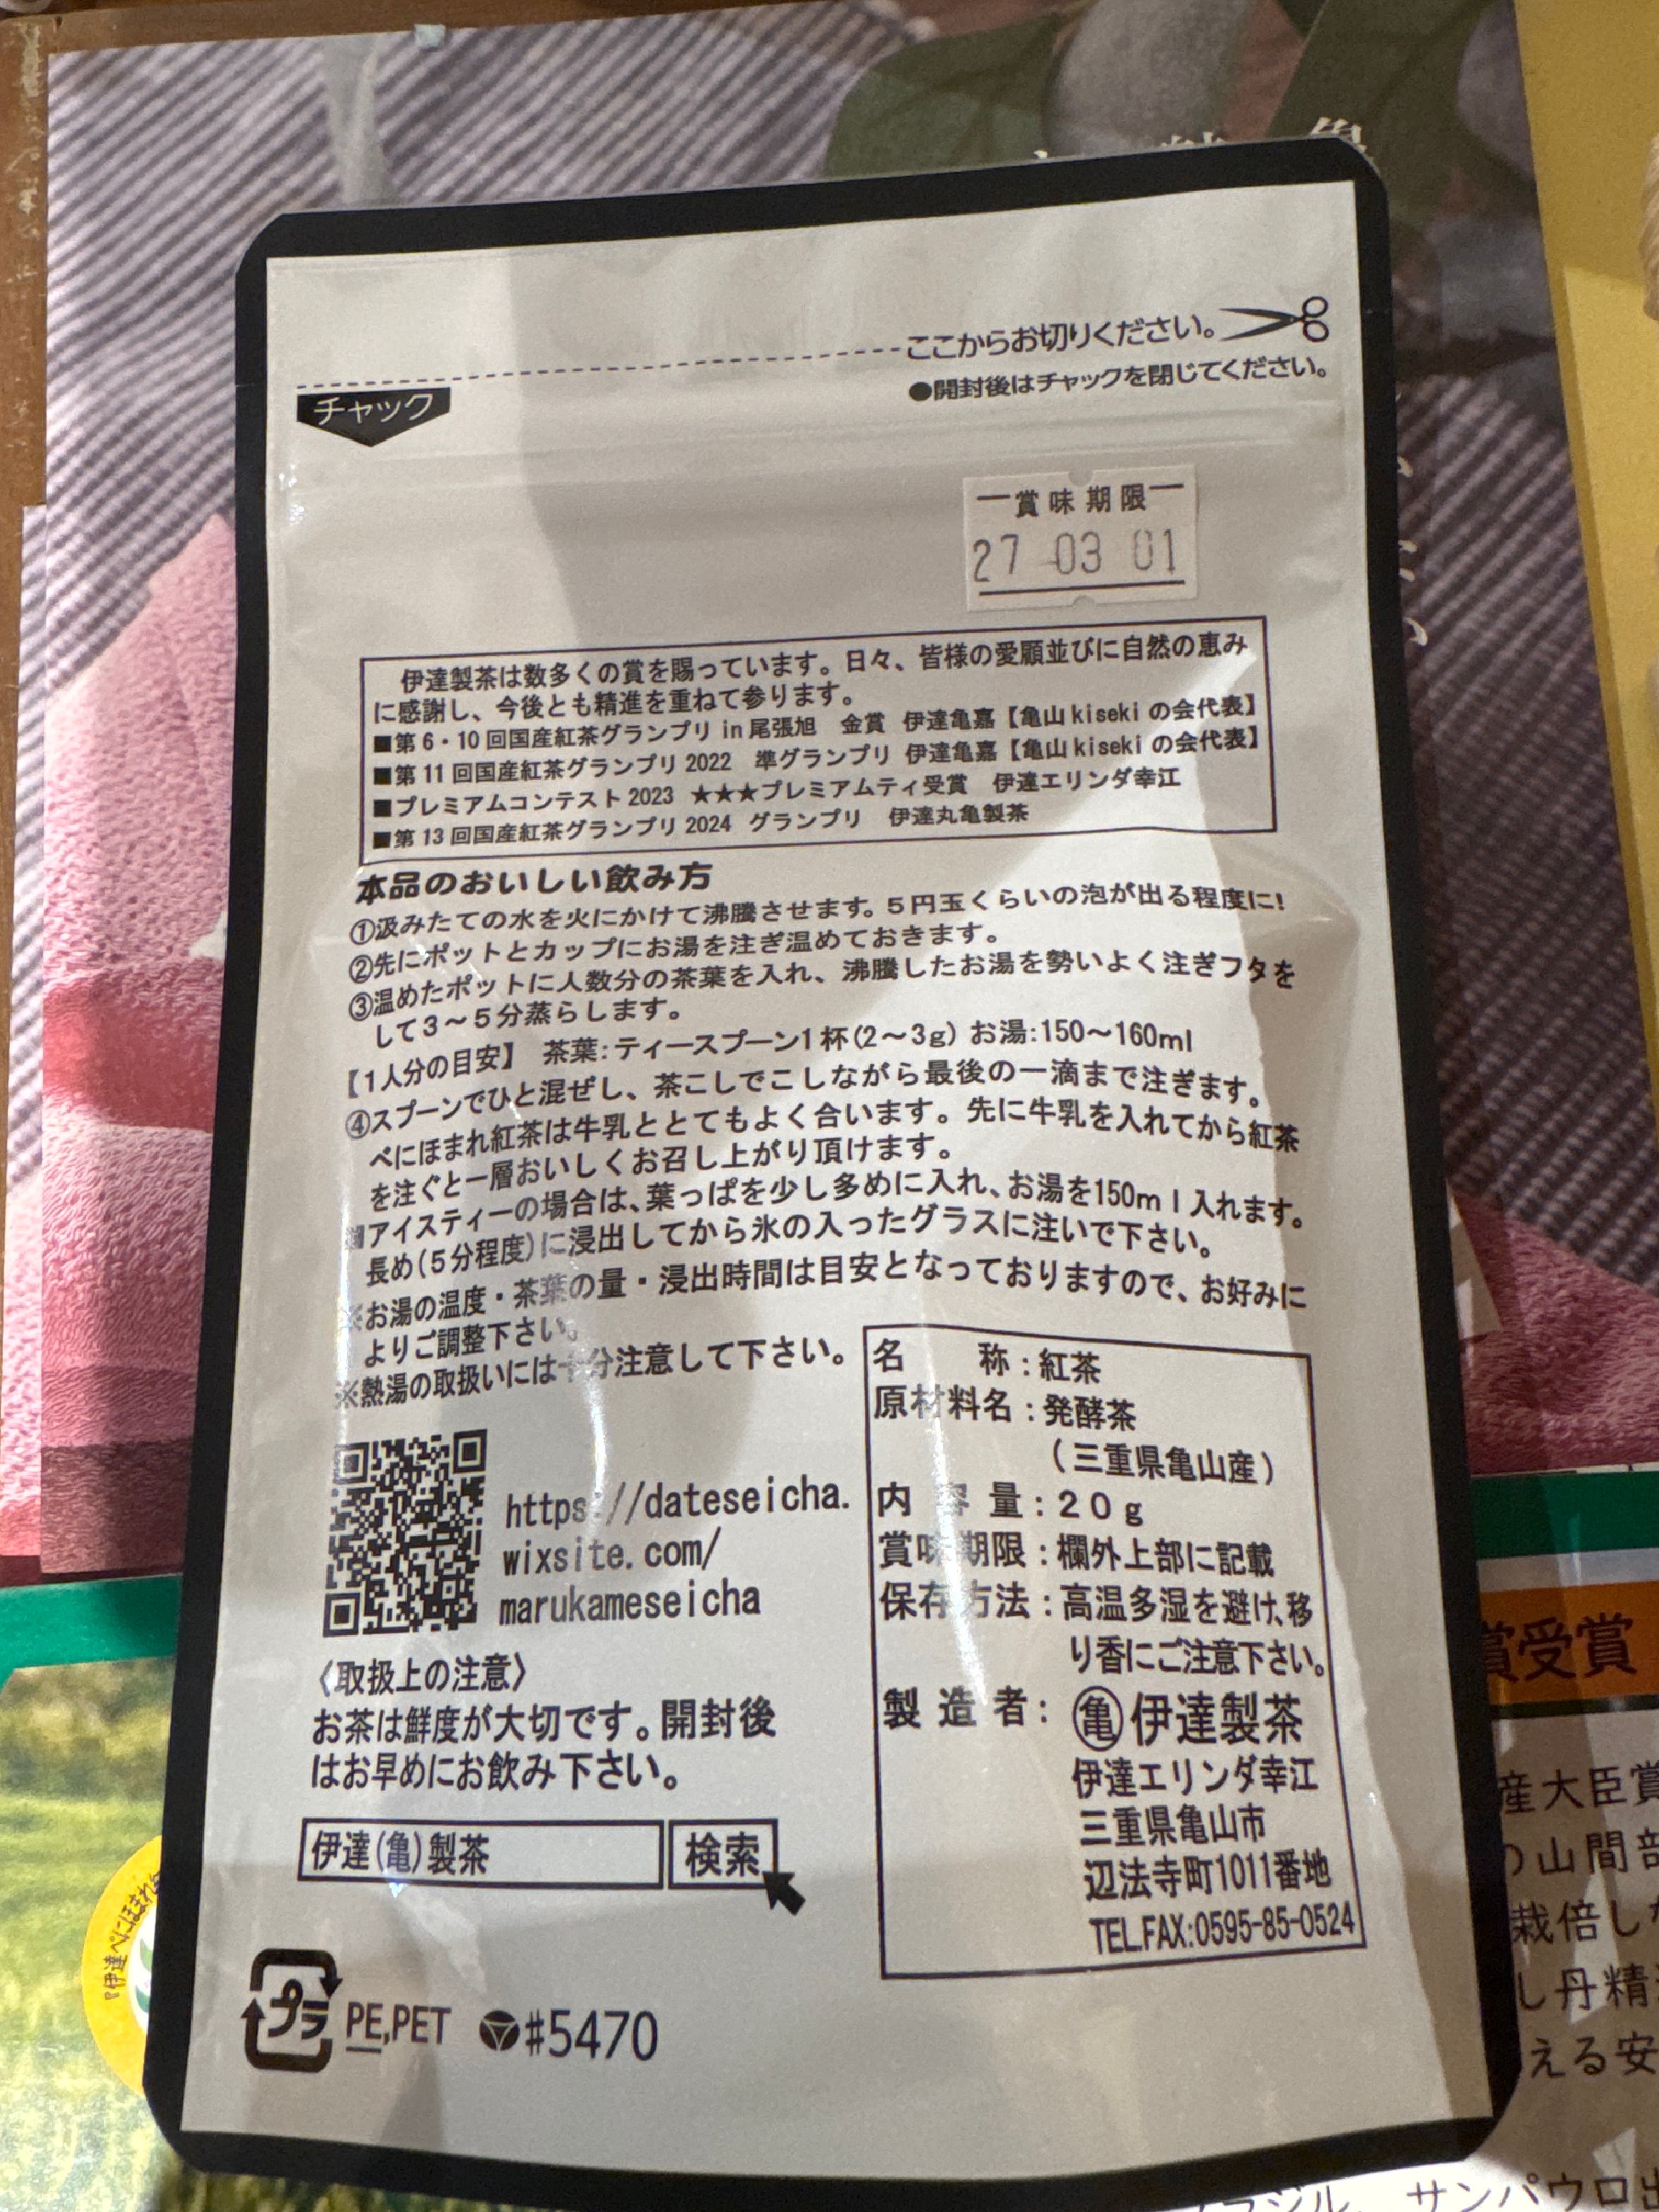 ここからお切りください。
●開封後はチャックを閉じてください。
チャック
賞味期限
27 03 01
伊達製茶は数多くの賞を賜っています。日々、皆様の愛顧並びに自然の恵み
に感謝し、今後とも精進を重ねて参ります。
■第6・10回国産紅茶グランプリ in 尾張旭 金賞 伊達亀嘉【亀山 kiseki の会代表】
■第11回国産紅茶グランプリ 2022 準グランプリ 伊達亀嘉【亀山 kiseki の会代表】
■プレミアムコンテスト 2023 ★★★プレミアムティ受賞 伊達エリンダ幸江
■第13回国産紅茶グランプリ 2024 グランプリ 伊達丸亀製茶
本品のおいしい飲み方
①汲みたての水を火にかけて沸騰させます。5円玉くらいの泡が出る程度に!
②先にポットとカップにお湯を注ぎ温めておきます。
③温めたポットに人数分の茶葉を入れ、沸騰したお湯を勢いよく注ぎフタを
して3～5分蒸らします。
【1人分の目安】 茶葉:ティースプーン1杯(2～3g) お湯:150～160ml
④スプーンでひと混ぜし、茶こしでこしながら最後の一滴まで注ぎます。
べにほまれ紅茶は牛乳ととてもよく合います。先に牛乳を入れてから紅茶
を注ぐと一層おいしくお召し上がり頂けます。
■アイスティーの場合は、葉っぱを少し多めに入れ、お湯を150ml入れます。
長め(5分程度)に浸出してから氷の入ったグラスに注いで下さい。
※お湯の温度・茶葉の量・浸出時間は目安となっておりますので、お好みに
よりご調整下さい。
※熱湯の取扱いには十分注意して下さい。
名称:紅茶
原材料名:発酵茶
(三重県亀山産)
内容量:20g
賞味期限:欄外上部に記載
保存方法:高温多湿を避け、移
り香にご注意下さい。
製造者:㊀亀伊達製茶
伊達エリンダ幸江
三重県亀山市
辺法寺町1011番地
TEL.FAX:0595-85-0524
https://dateseicha.
wixsite.com/
marukameseicha
〈取扱上の注意〉
お茶は鮮度が大切です。開封後
はお早めにお飲み下さい。
伊達(亀)製茶 検索
プラ PE,PET #5470
賞受賞
産大臣賞
の山間部
栽培し
し丹精
える安
サンパウロ出